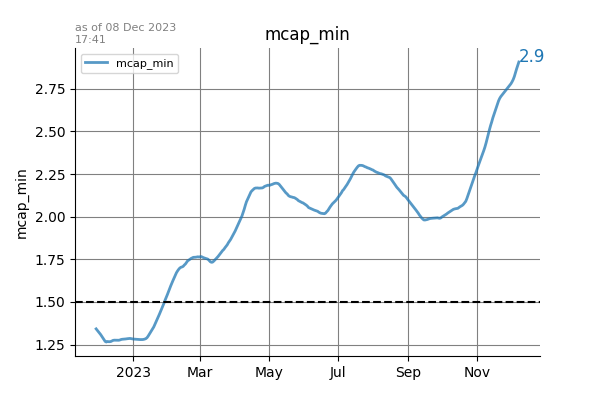 as of 08 Dec 2023
17:41
mcap_min
2.9
mcap_min
2.75
2.50
2.25
2.00
1.75
1.50
1.25
mcap_min
2023 Mar May Jul Sep Nov